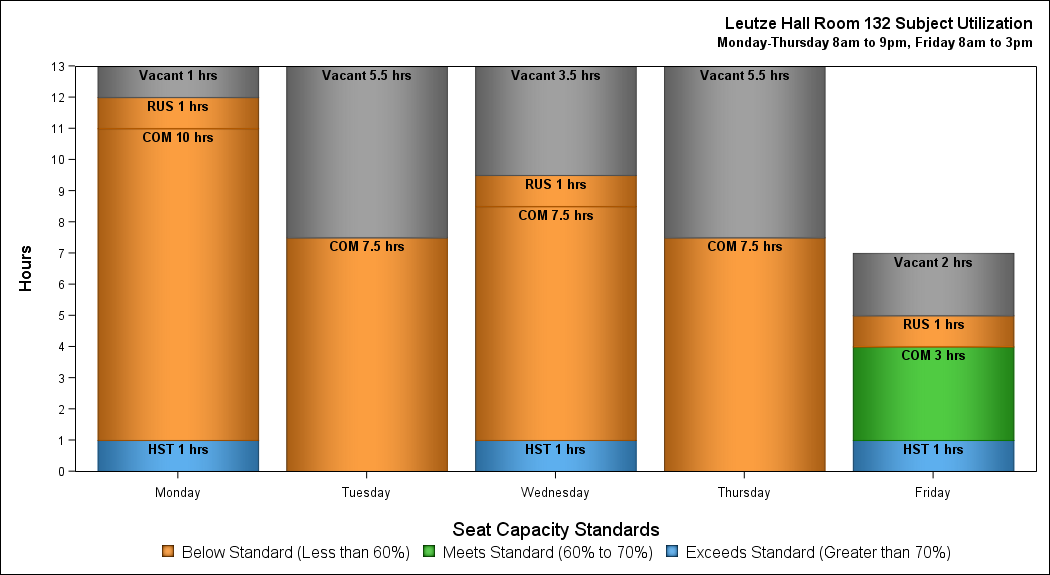 Leutze Hall Room 132 Subject Utilization
Monday-Thursday 8am to 9pm, Friday 8am to 3pm
Hours
13
12
11
10
9
8
7
6
5
4
3
2
1
0
Vacant 1 hrs
RUS 1 hrs
COM 10 hrs
HST 1 hrs
Vacant 5.5 hrs
COM 7.5 hrs
Vacant 3.5 hrs
RUS 1 hrs
COM 7.5 hrs
HST 1 hrs
Vacant 5.5 hrs
COM 7.5 hrs
Vacant 2 hrs
RUS 1 hrs
COM 3 hrs
HST 1 hrs
Monday Tuesday Wednesday Thursday Friday
Seat Capacity Standards
Below Standard (Less than 60%) Meets Standard (60% to 70%) Exceeds Standard (Greater than 70%)